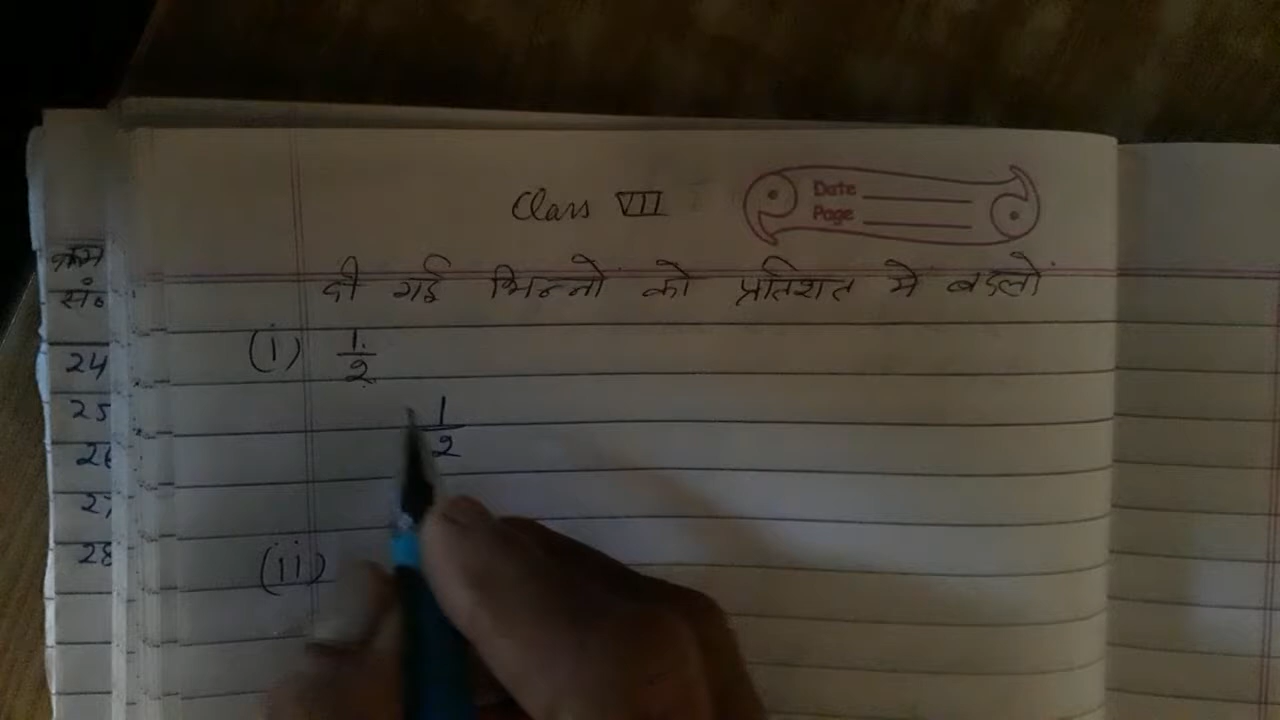 Class VII
Date
Page
दी गई भिन्नों को प्रतिशत में बदलो
(i) 1/2
1/2
(ii)
क्रम
सं०
24
25
26
27
28